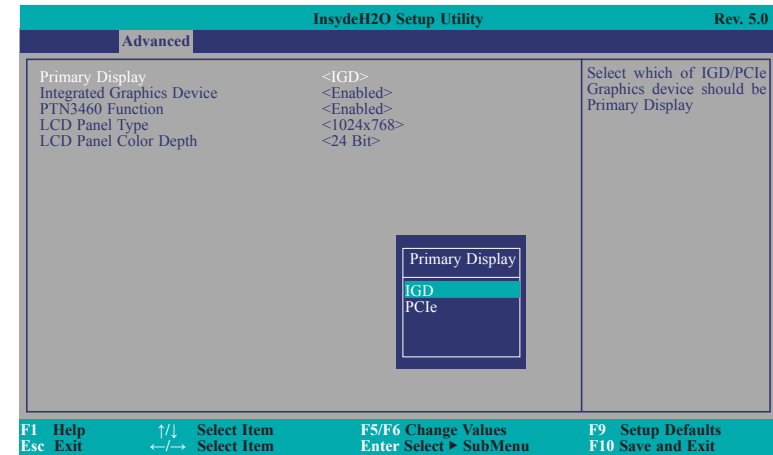 InsydeH2O Setup Utility Rev. 5.0
Advanced
Primary Display <IGD>
Integrated Graphics Device <Enabled>
PTN3460 Function <Enabled>
LCD Panel Type <1024x768>
LCD Panel Color Depth <24 Bit>
Select which of IGD/PCIe
Graphics device should be
Primary Display
Primary Display
IGD
PCIe
F1 Help ↑/↓ Select Item F5/F6 Change Values F9 Setup Defaults
Esc Exit ←/→ Select Item Enter Select ▶ SubMenu F10 Save and Exit